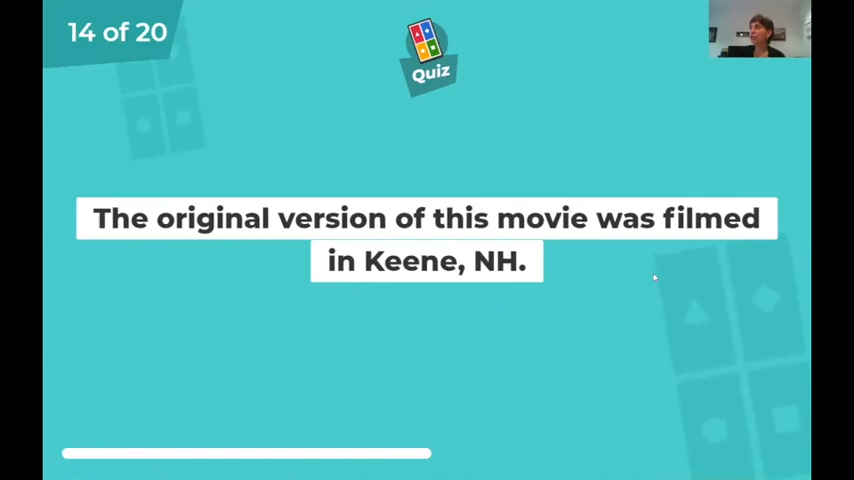 14 of 20
Quiz
The original version of this movie was filmed
in Keene, NH.